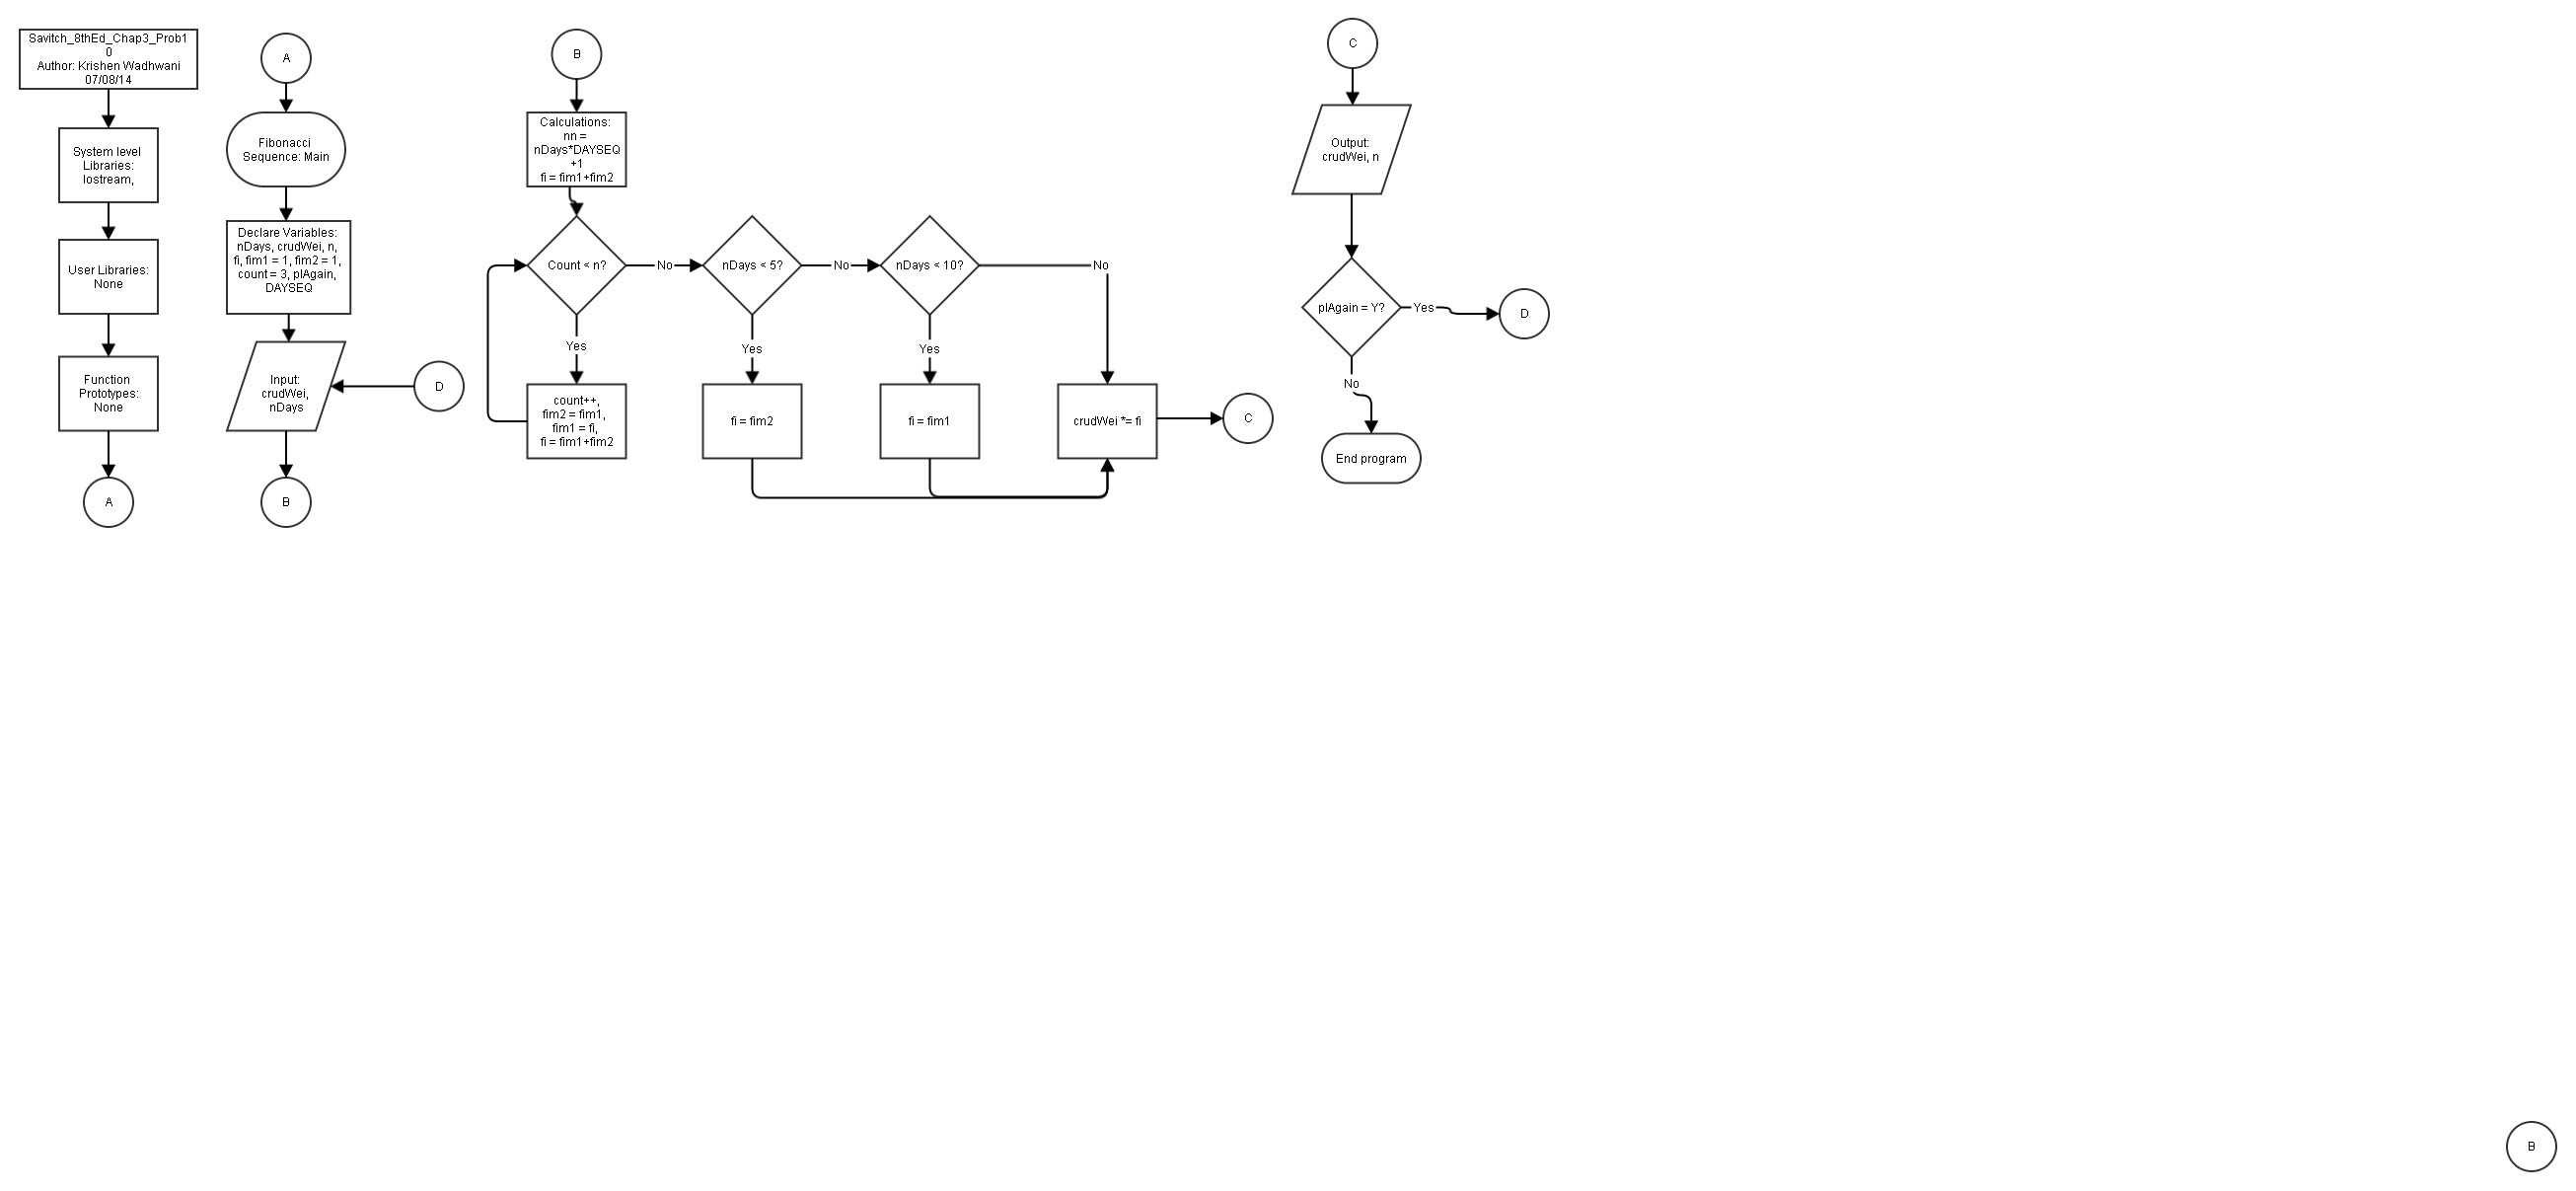 Savitch_8thEd_Chap3_Prob1
0
Author: Krishen Wadhwani
07/08/14
System level
Libraries:
Iostream,
User Libraries:
None
Function
Prototypes:
None
A
A
Fibonacci
Sequence: Main
Declare Variables:
nDays, crudWei, n,
fi, fim1 = 1, fim2 = 1,
count = 3, plAgain,
DAYSEQ
Input:
crudWei,
nDays
D
B
B
Calculations:
nn =
nDays*DAYSEQ
+1
fi = fim1+fim2
Count < n?
No
nDays < 5?
No
nDays < 10?
No
Yes
Yes
Yes
count++,
fim2 = fim1,
fim1 = fi,
fi = fim1+fim2
fi = fim2
fi = fim1
crudWei *= fi
C
C
Output:
crudWei, n
plAgain = Y?
Yes
D
No
End program
B